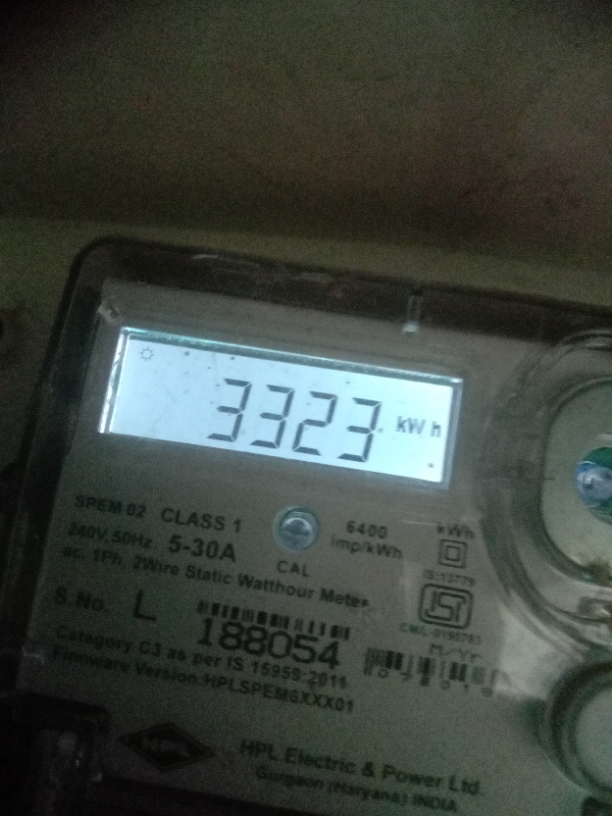 3323 kWh
SPEM 02 CLASS 1
240V, 50Hz, 5-30A
CAL
6400
imp/kWh
kWh
ac, 1Ph, 2Wire Static Watthour Meter
IS:13779
S.No. L 188054
M/Yr
Category C3 as per IS 15959:2011
Firmware Version:HPLSPEM6XXX01
HPL
HPL Electric & Power Ltd.
Gurgaon (Haryana) INDIA